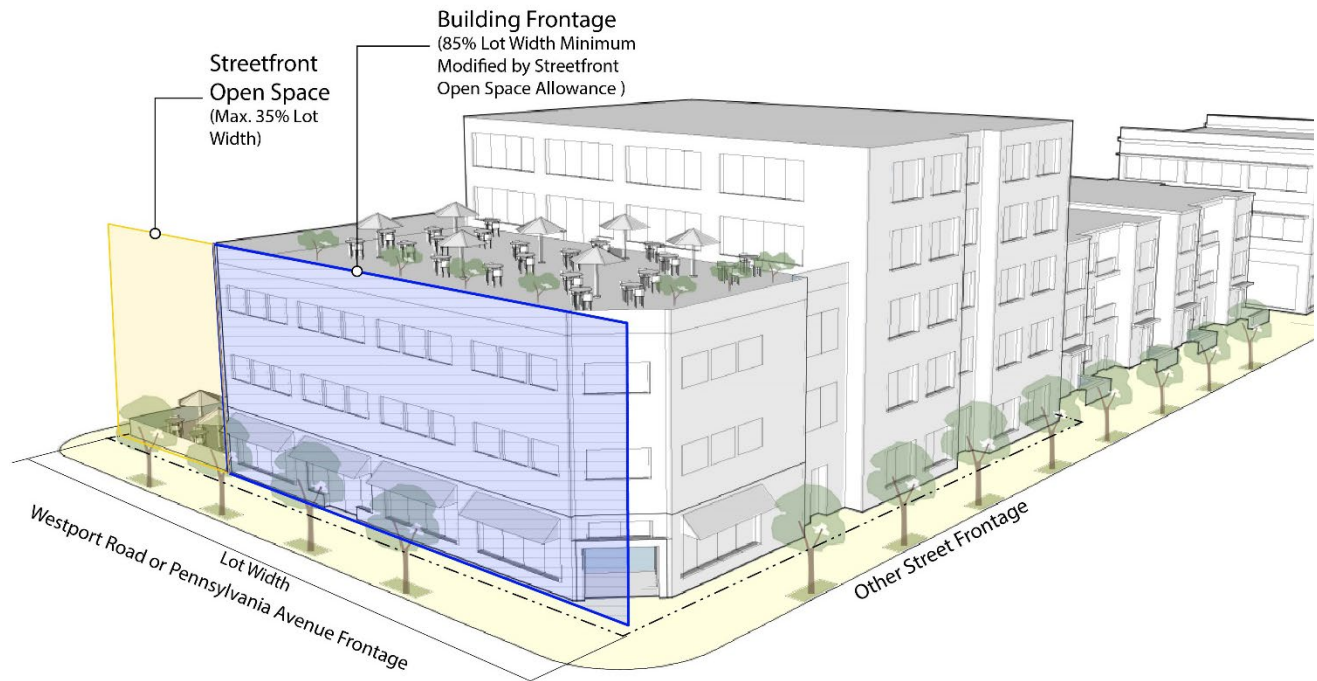 Building Frontage
(85% Lot Width Minimum
Modified by Streetfront
Open Space Allowance )
Streetfront
Open Space
(Max. 35% Lot
Width)
Lot Width
Westport Road or Pennsylvania Avenue Frontage
Other Street Frontage